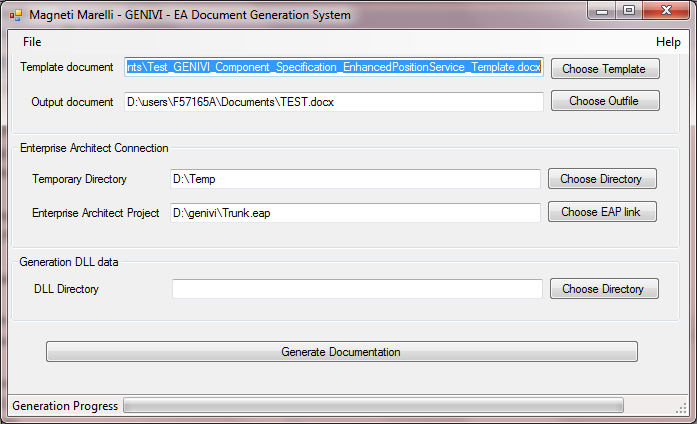 Magneti Marelli - GENIVI - EA Document Generation System
File Help
Template document nts\Test_GENIVI_Component_Specification_EnhancedPositionService_Template.docx Choose Template
Output document D:\users\F57165A\Documents\TEST.docx Choose Outfile
Enterprise Architect Connection
Temporary Directory D:\Temp Choose Directory
Enterprise Architect Project D:\genivi\Trunk.eap Choose EAP link
Generation DLL data
DLL Directory Choose Directory
Generate Documentation
Generation Progress